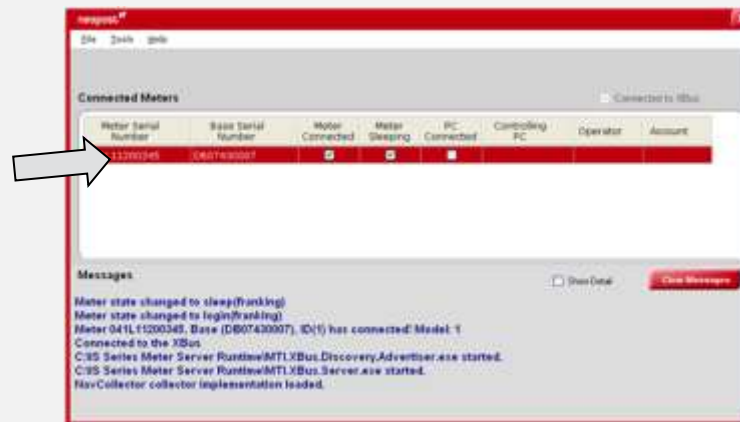 neopost
File Tools Help
Connected Meters
Connected to XBus
Meter Serial Number
Base Serial Number
Meter Connected
Meter Sleeping
PC Connected
Controlling PC
Operator
Account
11200345 DB07430007
Messages
Show Detail
Clear Messages
Meter state changed to sleep(franking)
Meter state changed to login(franking)
Meter 041L11200345, Base (DB07430007), ID(1) has connected! Model: 1
Connected to the XBus
C:\IS Series Meter Server Runtime\MTI.XBus.Discovery.Advertiser.exe started.
C:\IS Series Meter Server Runtime\MTI.XBus.Server.exe started.
NavCollector collector implementation loaded.